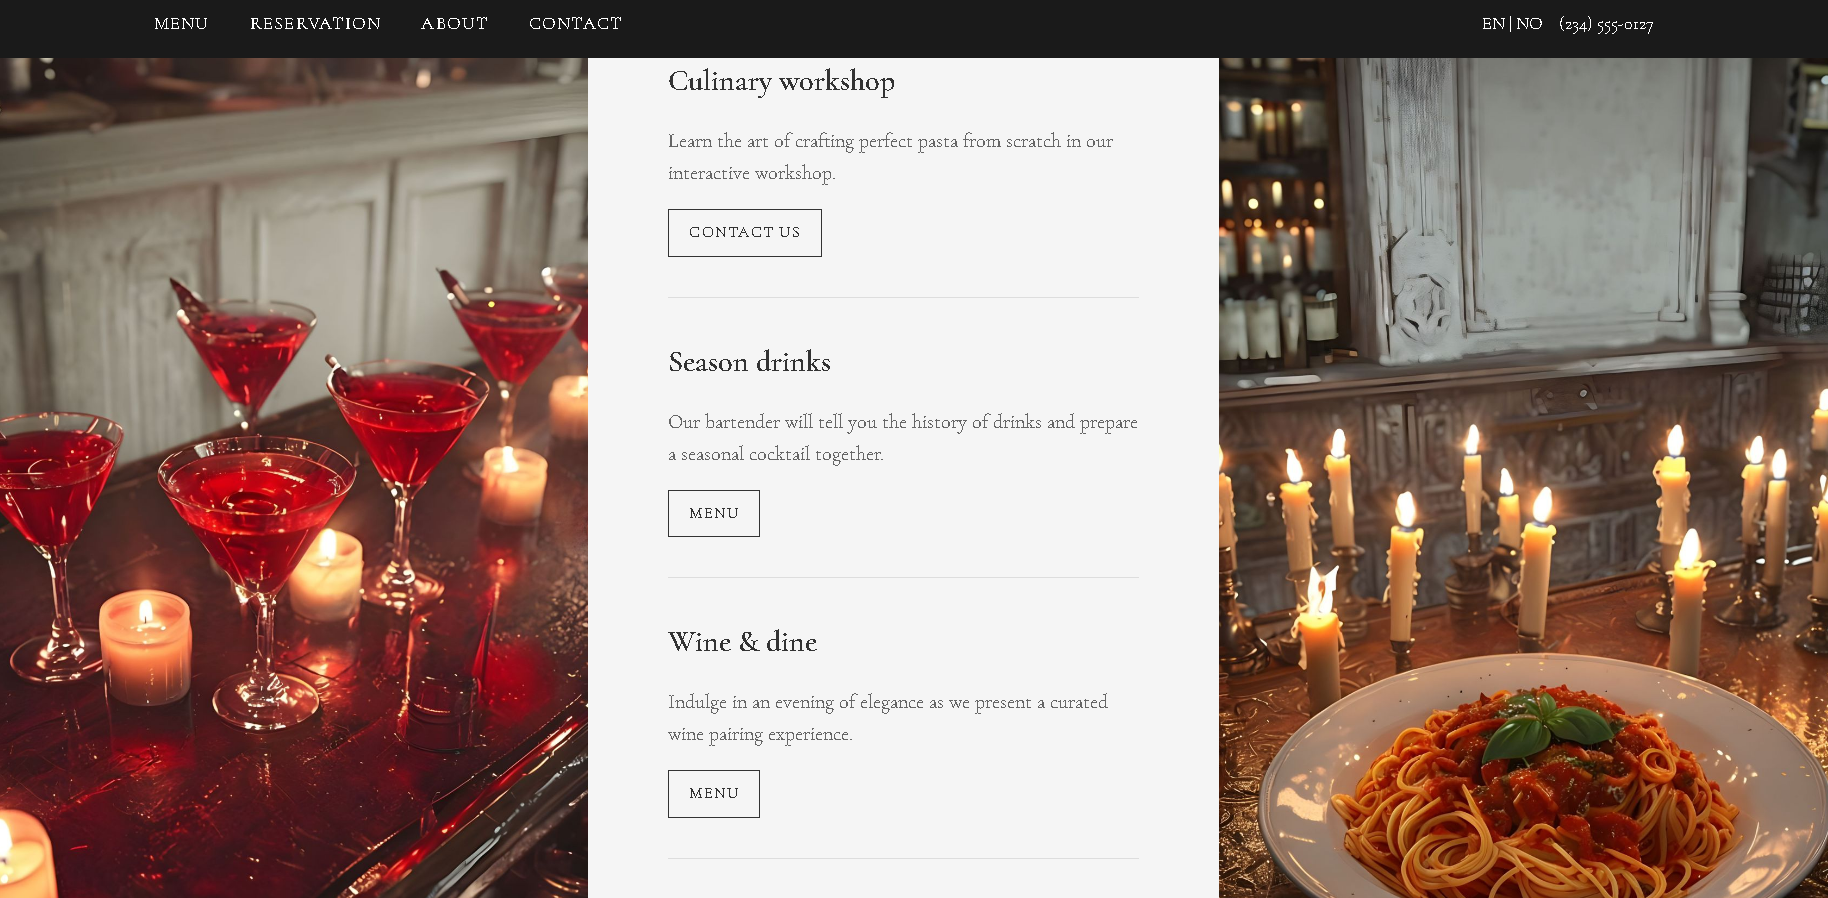 MENU RESERVATION ABOUT CONTACT EN | NO (234) 555-0127
Culinary workshop
Learn the art of crafting perfect pasta from scratch in our
interactive workshop.
CONTACT US
Season drinks
Our bartender will tell you the history of drinks and prepare
a seasonal cocktail together.
MENU
Wine & dine
Indulge in an evening of elegance as we present a curated
wine pairing experience.
MENU